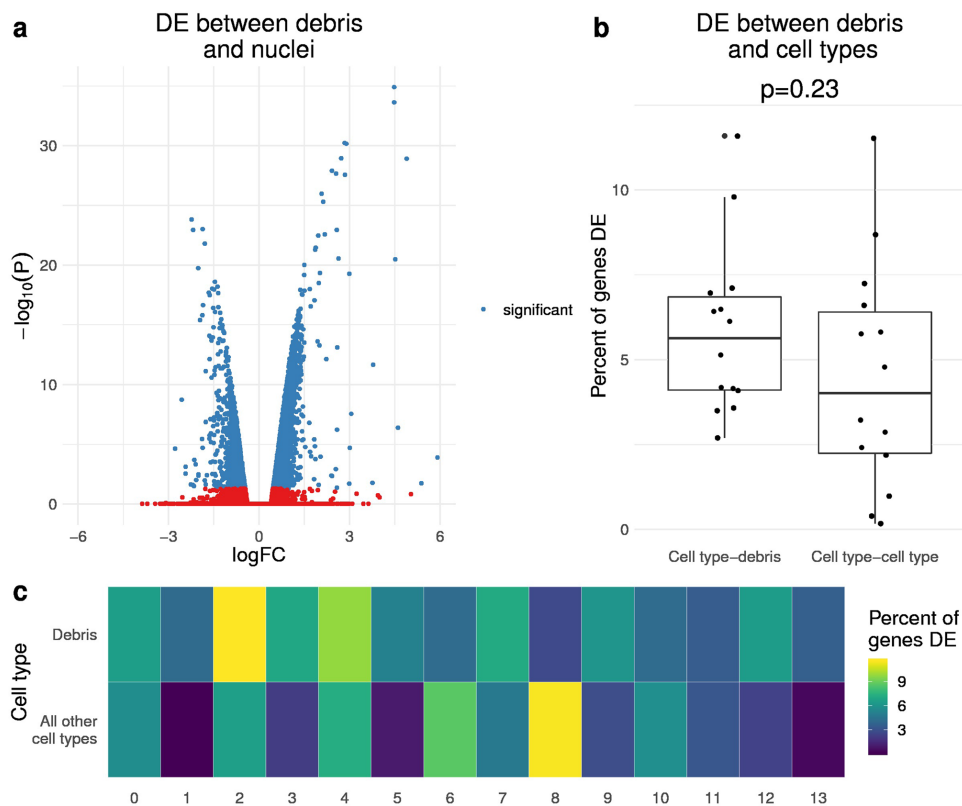 a
DE between debris
and nuclei
−log10(P)
30
20
10
0
−6
−3
0
3
6
logFC
significant
b
DE between debris
and cell types
p=0.23
Percent of genes DE
10
5
0
Cell type−debris
Cell type−cell type
c
Cell type
Debris
All other
cell types
0
1
2
3
4
5
6
7
8
9
10
11
12
13
Percent of
genes DE
9
6
3